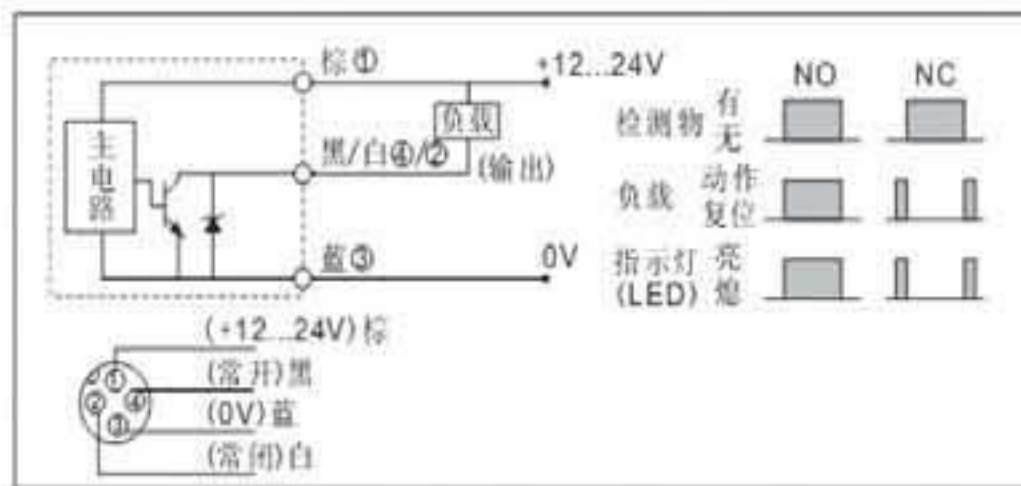 棕①
+12...24V
负载
主电路
黑/白④/②
(输出)
蓝③
0V
NO NC
检测物 有 无
负载 动作 复位
指示灯 (LED) 亮 熄
(+12...24V)棕
(常开)黑
(0V)蓝
(常闭)白
①
② ④
③